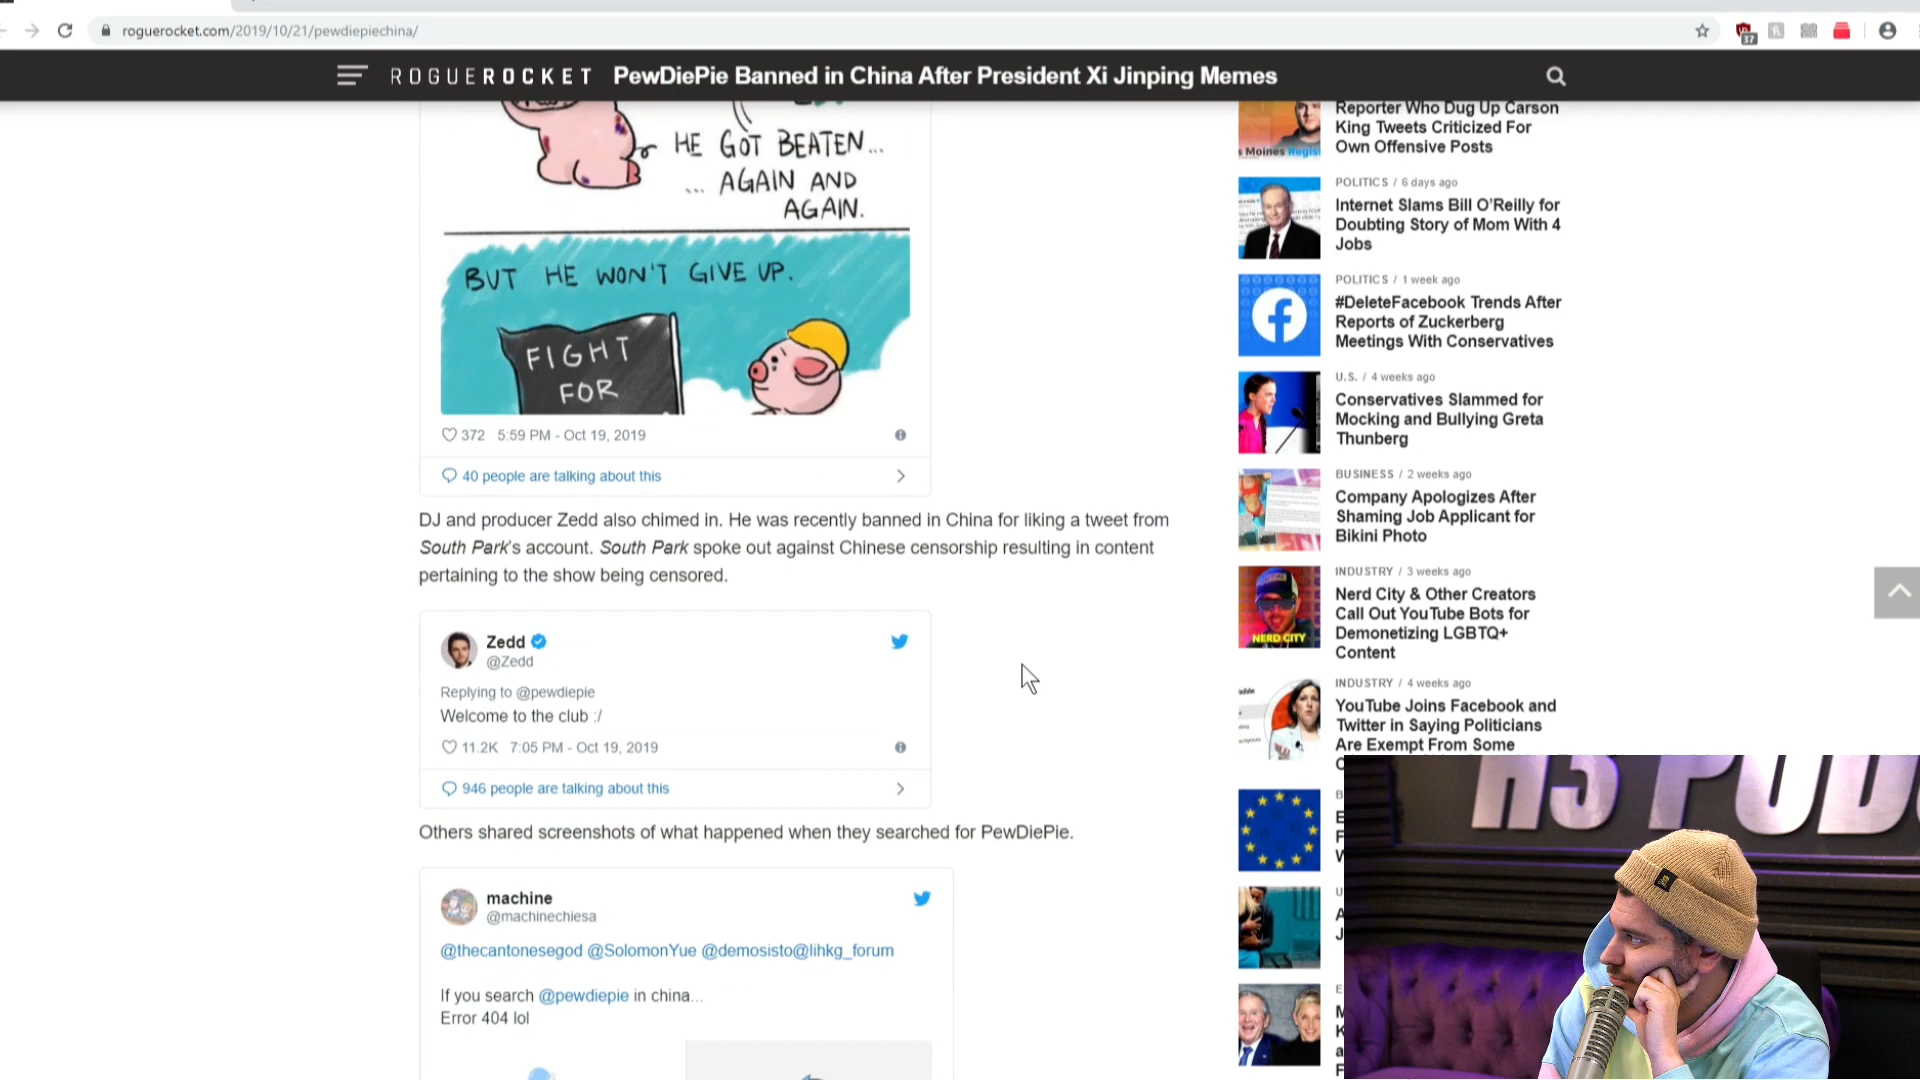 roguerocket.com/2019/10/21/pewdiepiechina/
37
ROGUEROCKET PewDiePie Banned in China After President Xi Jinping Memes
HE GOT BEATEN...
... AGAIN AND
AGAIN.
BUT HE WON'T GIVE UP.
FIGHT
FOR
372 5:59 PM - Oct 19, 2019
40 people are talking about this
DJ and producer Zedd also chimed in. He was recently banned in China for liking a tweet from
South Park's account. South Park spoke out against Chinese censorship resulting in content
pertaining to the show being censored.
Zedd
@Zedd
Replying to @pewdiepie
Welcome to the club :/
11.2K 7:05 PM - Oct 19, 2019
946 people are talking about this
Others shared screenshots of what happened when they searched for PewDiePie.
machine
@machinechiesa
@thecantonesegod @SolomonYue @demosisto@lihkg_forum
If you search @pewdiepie in china...
Error 404 lol
Reporter Who Dug Up Carson
King Tweets Criticized For
Own Offensive Posts
s Moines Regis
POLITICS / 6 days ago
Internet Slams Bill O'Reilly for
Doubting Story of Mom With 4
Jobs
POLITICS / 1 week ago
#DeleteFacebook Trends After
Reports of Zuckerberg
Meetings With Conservatives
U.S. / 4 weeks ago
Conservatives Slammed for
Mocking and Bullying Greta
Thunberg
BUSINESS / 2 weeks ago
Company Apologizes After
Shaming Job Applicant for
Bikini Photo
INDUSTRY / 3 weeks ago
Nerd City & Other Creators
Call Out YouTube Bots for
Demonetizing LGBTQ+
Content
NERD CITY
INDUSTRY / 4 weeks ago
YouTube Joins Facebook and
Twitter in Saying Politicians
Are Exempt From Some
H3 PODC